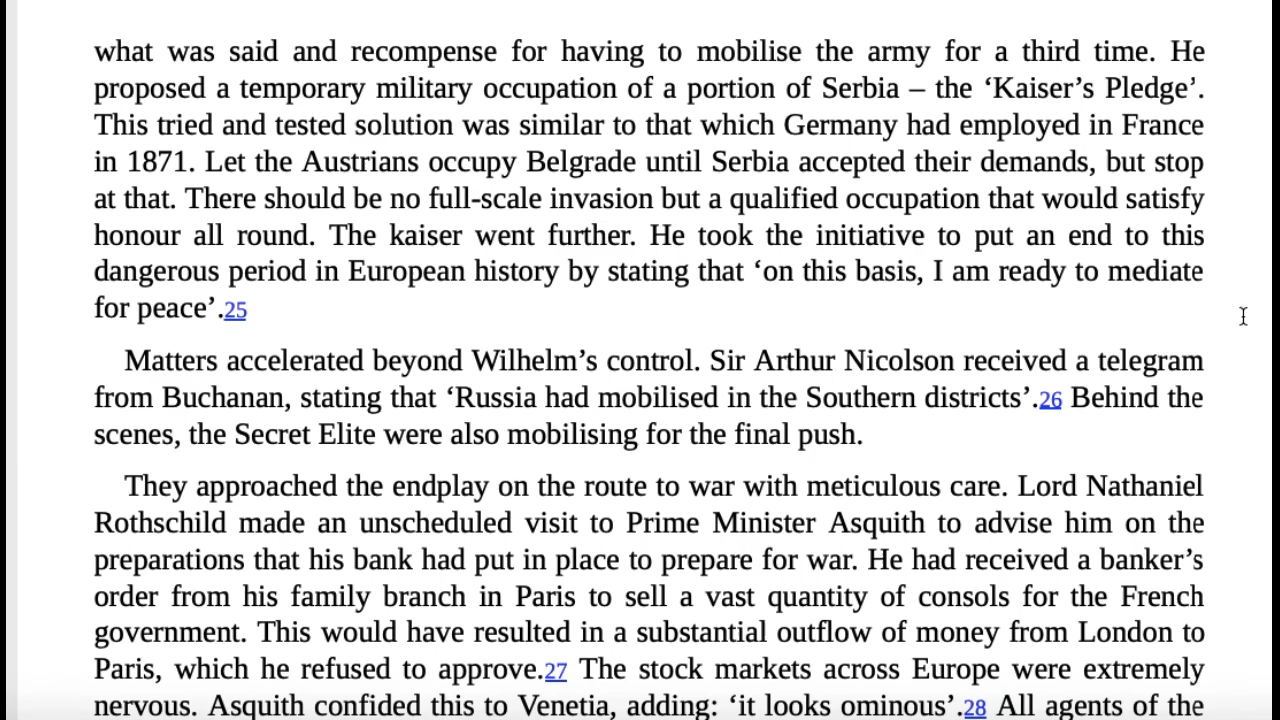 what was said and recompense for having to mobilise the army for a third time. He
proposed a temporary military occupation of a portion of Serbia – the ‘Kaiser’s Pledge’.
This tried and tested solution was similar to that which Germany had employed in France
in 1871. Let the Austrians occupy Belgrade until Serbia accepted their demands, but stop
at that. There should be no full-scale invasion but a qualified occupation that would satisfy
honour all round. The kaiser went further. He took the initiative to put an end to this
dangerous period in European history by stating that ‘on this basis, I am ready to mediate
for peace’.25
Matters accelerated beyond Wilhelm’s control. Sir Arthur Nicolson received a telegram
from Buchanan, stating that ‘Russia had mobilised in the Southern districts’.26 Behind the
scenes, the Secret Elite were also mobilising for the final push.
They approached the endplay on the route to war with meticulous care. Lord Nathaniel
Rothschild made an unscheduled visit to Prime Minister Asquith to advise him on the
preparations that his bank had put in place to prepare for war. He had received a banker’s
order from his family branch in Paris to sell a vast quantity of consols for the French
government. This would have resulted in a substantial outflow of money from London to
Paris, which he refused to approve.27 The stock markets across Europe were extremely
nervous. Asquith confided this to Venetia, adding: ‘it looks ominous’.28 All agents of the